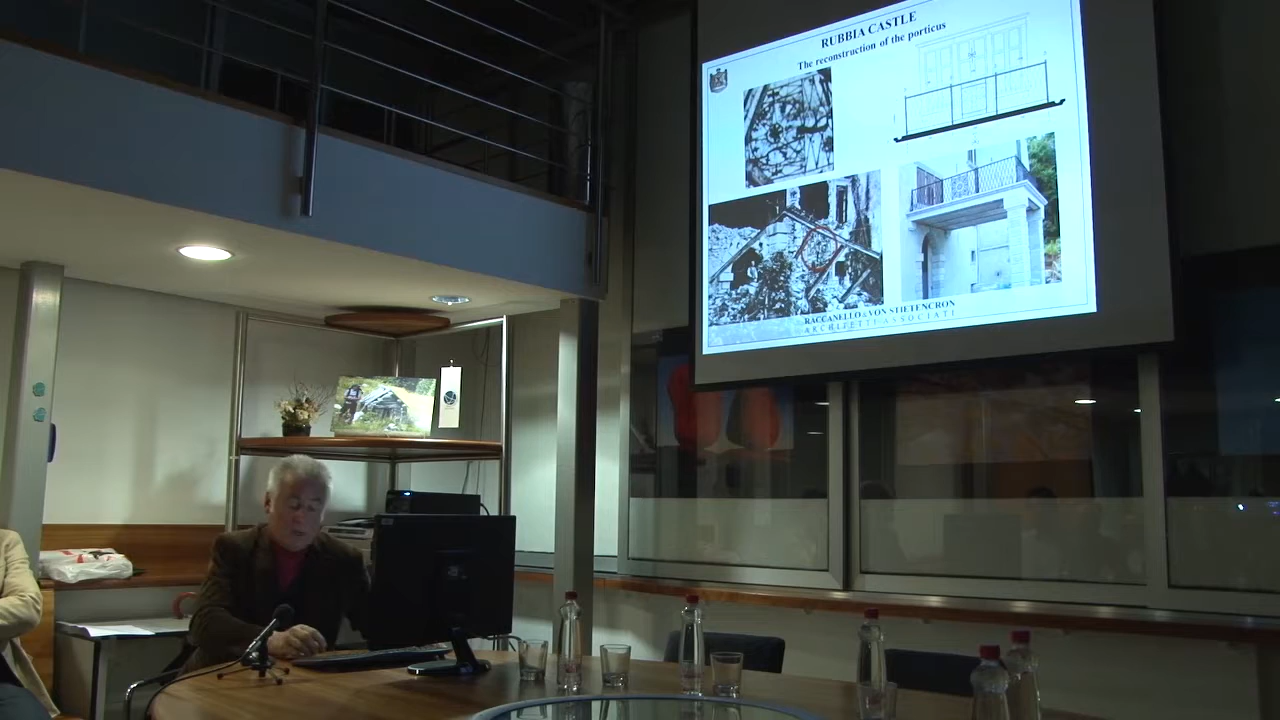 RUBBIA CASTLE
The reconstruction of the porticus
RACCANELLO & VON STIETENCRON
ARCHITETTI ASSOCIATI